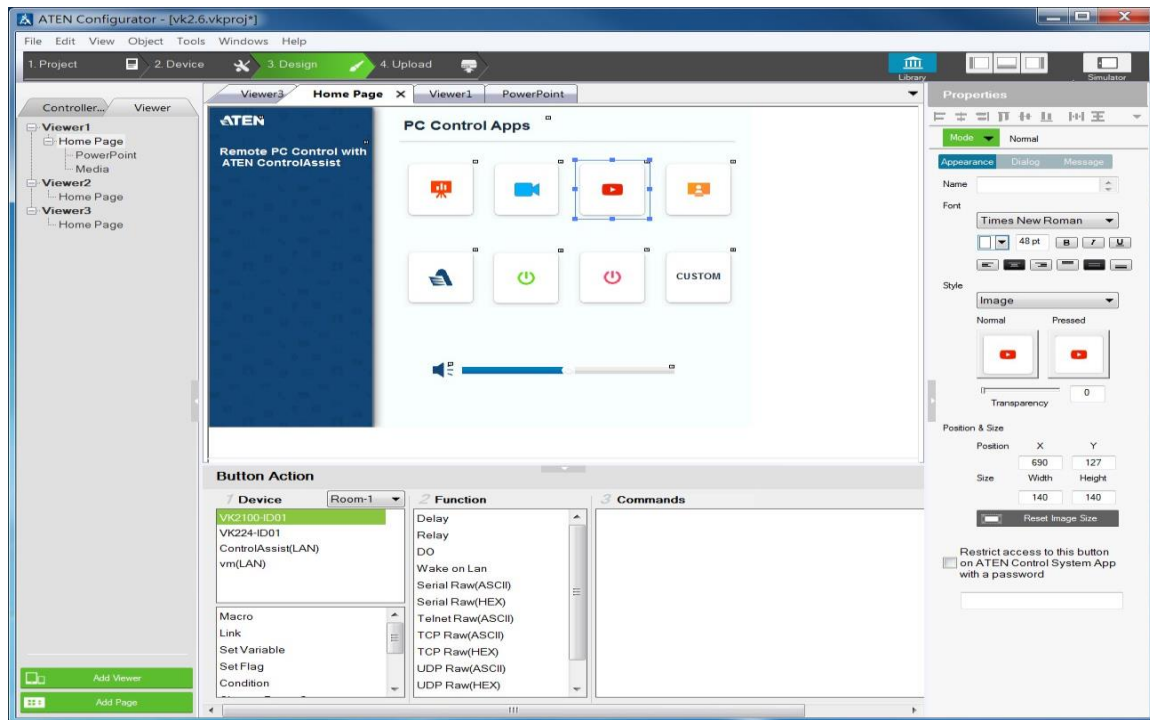 ATEN Configurator - [vk2.6.vkproj*]
File Edit View Object Tools Windows Help
1. Project 2. Device 3. Design 4. Upload
Library
Simulator
Controller... Viewer
Viewer1
Home Page
PowerPoint
Media
Viewer2
Home Page
Viewer3
Home Page
Add Viewer
Add Page
Viewer3 Home Page X Viewer1 PowerPoint
ATEN
Remote PC Control with
ATEN ControlAssist
PC Control Apps
CUSTOM
Button Action
1 Device Room-1 2 Function 3 Commands
VK2100-ID01
VK224-ID01
ControlAssist(LAN)
vm(LAN)
Macro
Link
Set Variable
Set Flag
Condition
Delay
Relay
DO
Wake on Lan
Serial Raw(ASCII)
Serial Raw(HEX)
Telnet Raw(ASCII)
TCP Raw(ASCII)
TCP Raw(HEX)
UDP Raw(ASCII)
UDP Raw(HEX)
Properties
Mode Normal
Appearance Dialog Message
Name
Font
Times New Roman
48 pt B I U
Style
Image
Normal Pressed
0
Transparency
Position & Size
Position X Y
690 127
Size Width Height
140 140
Reset Image Size
Restrict access to this button
on ATEN Control System App
with a password